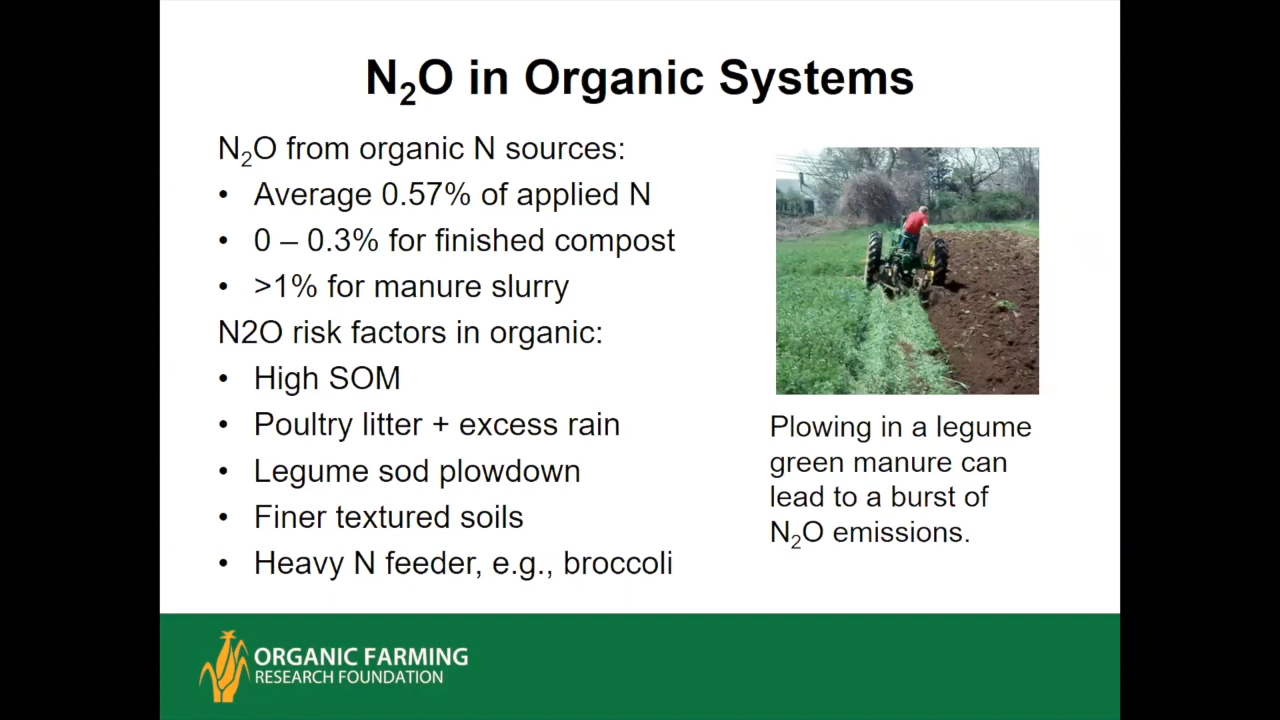 N₂O in Organic Systems
N₂O from organic N sources:
• Average 0.57% of applied N
• 0 – 0.3% for finished compost
• >1% for manure slurry
N2O risk factors in organic:
• High SOM
• Poultry litter + excess rain
• Legume sod plowdown
• Finer textured soils
• Heavy N feeder, e.g., broccoli
Plowing in a legume
green manure can
lead to a burst of
N₂O emissions.
ORGANIC FARMING
RESEARCH FOUNDATION